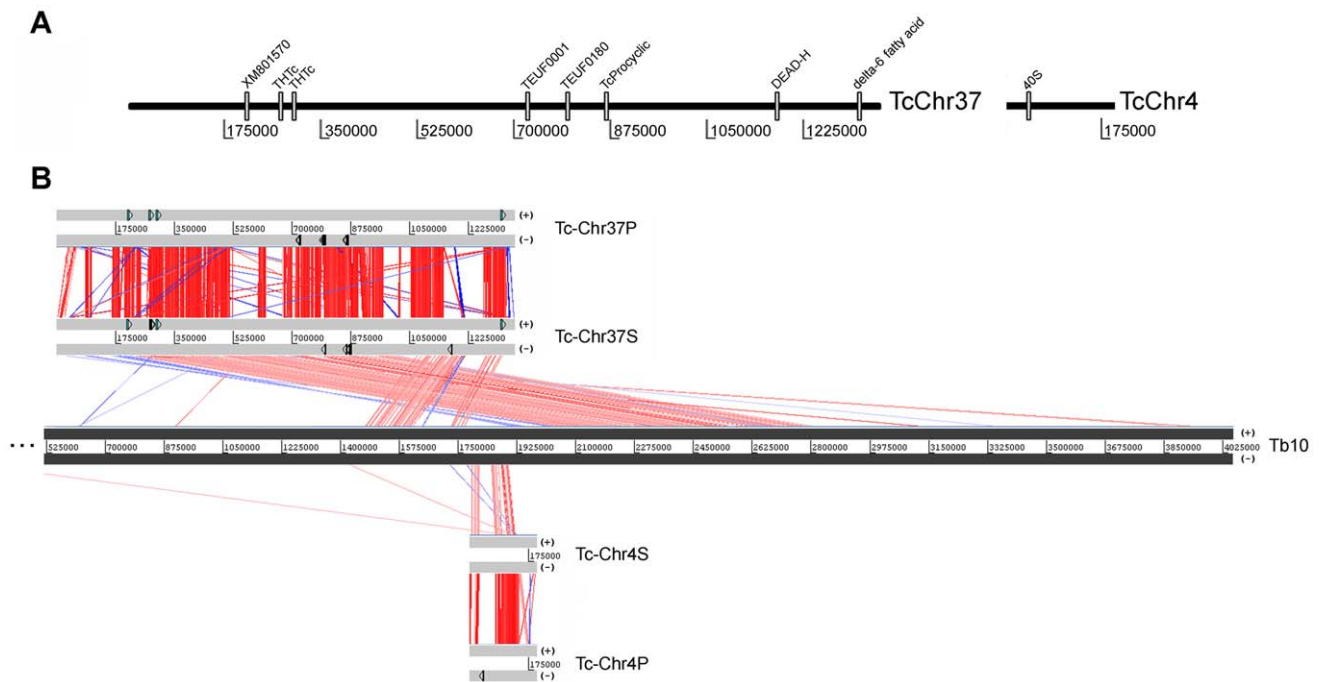 A
XM801570 THTc THTc TEUF0001 TEUF0180 TcProcyclic DEAD-H delta-6 fatty acid 40S
TcChr37 TcChr4
175000 350000 525000 700000 875000 1050000 1225000 175000
B
(+)
175000 350000 525000 700000 875000 1050000 1225000 Tc-Chr37P
(-)
(+)
175000 350000 525000 700000 875000 1050000 1225000 Tc-Chr37S
(-)
(+)
... 525000 700000 875000 1050000 1225000 1400000 1575000 1750000 1925000 2100000 2275000 2450000 2625000 2800000 2975000 3150000 3325000 3500000 3675000 3850000 4025000 Tb10
(-)
(+)
175000 Tc-Chr4S
(-)
(+)
175000 Tc-Chr4P
(-)